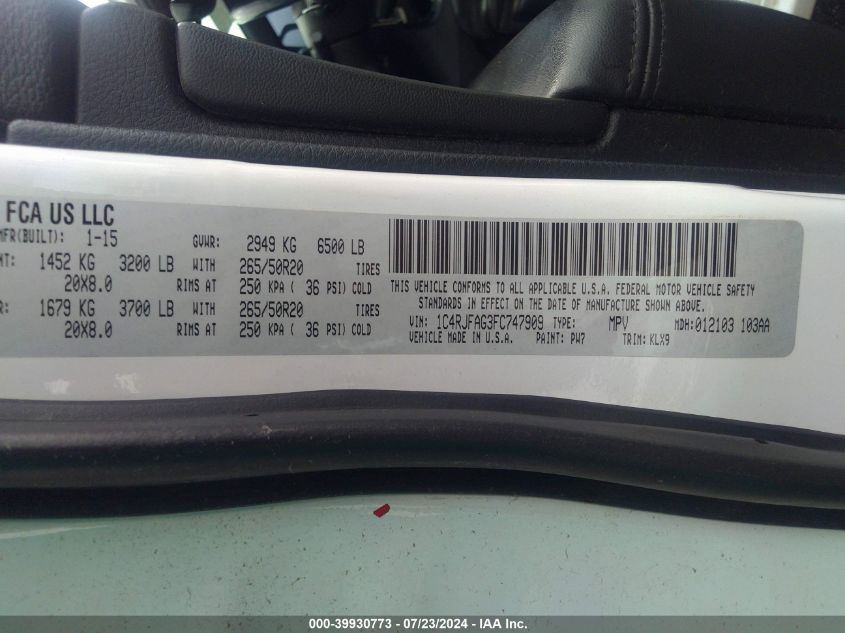 FCA US LLC
MFR(BUILT): 1-15 GVWR: 2949 KG 6500 LB
1452 KG 3200 LB WITH 265/50R20 TIRES
20X8.0 RIMS AT 250 KPA ( 36 PSI) COLD
1679 KG 3700 LB WITH 265/50R20 TIRES
20X8.0 RIMS AT 250 KPA ( 36 PSI) COLD
THIS VEHICLE CONFORMS TO ALL APPLICABLE U.S.A. FEDERAL MOTOR VEHICLE SAFETY
STANDARDS IN EFFECT ON THE DATE OF MANUFACTURE SHOWN ABOVE.
VIN: 1C4RJFAG3FC747909 TYPE: MPV MDH:012103 103AA
VEHICLE MADE IN U.S.A. PAINT: PW7 TRIM: KLX9
000-39930773 / 07/23/2024 - IAA Inc.